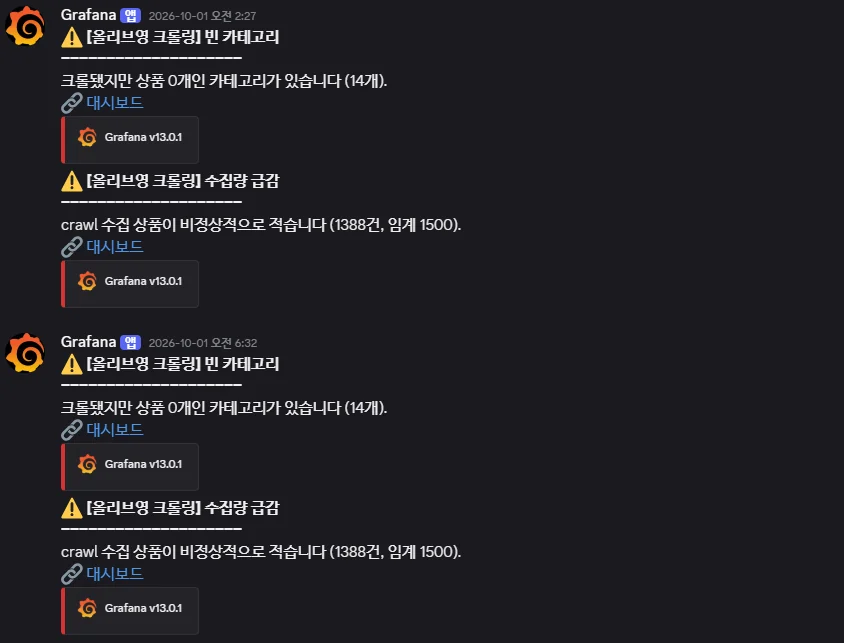 Grafana 앱 2026-10-01 오전 2:27
⚠️ [올리브영 크롤링] 빈 카테고리
--------------------
크롤됐지만 상품 0개인 카테고리가 있습니다 (14개).
🔗 대시보드
Grafana v13.0.1
⚠️ [올리브영 크롤링] 수집량 급감
--------------------
crawl 수집 상품이 비정상적으로 적습니다 (1388건, 임계 1500).
🔗 대시보드
Grafana v13.0.1
Grafana 앱 2026-10-01 오전 6:32
⚠️ [올리브영 크롤링] 빈 카테고리
--------------------
크롤됐지만 상품 0개인 카테고리가 있습니다 (14개).
🔗 대시보드
Grafana v13.0.1
⚠️ [올리브영 크롤링] 수집량 급감
--------------------
crawl 수집 상품이 비정상적으로 적습니다 (1388건, 임계 1500).
🔗 대시보드
Grafana v13.0.1